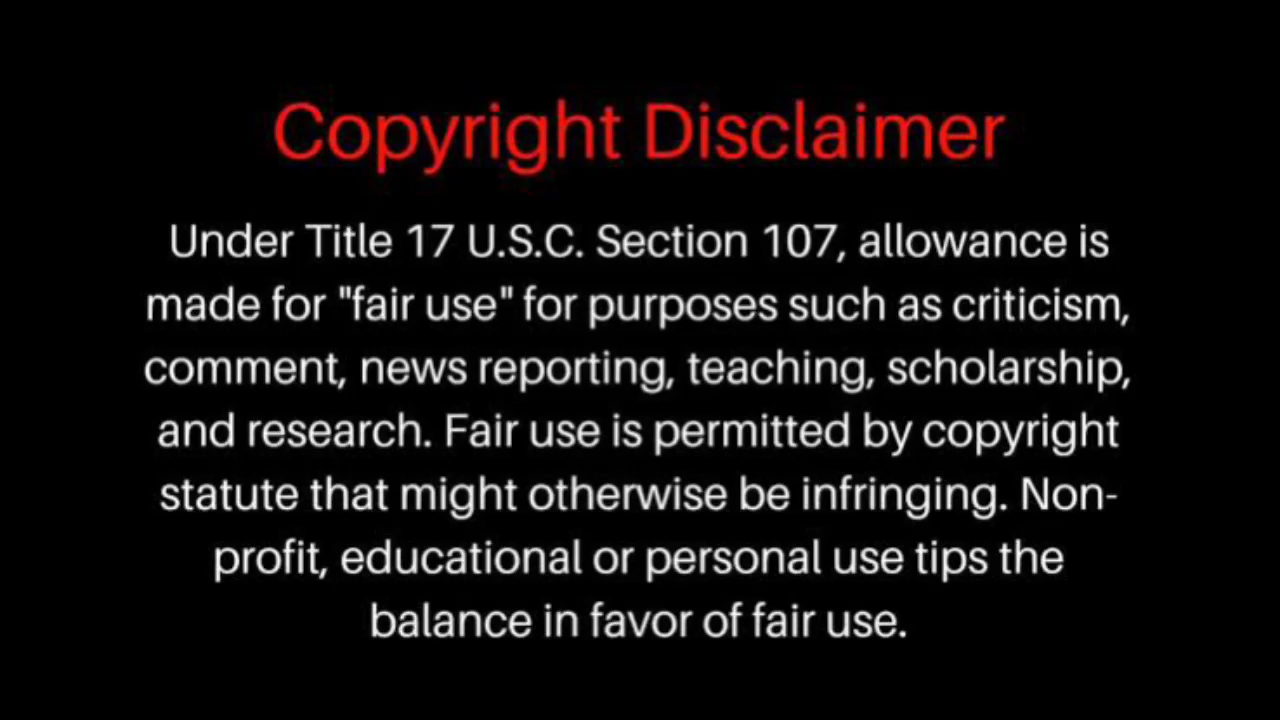 Copyright Disclaimer
Under Title 17 U.S.C. Section 107, allowance is
made for "fair use" for purposes such as criticism,
comment, news reporting, teaching, scholarship,
and research. Fair use is permitted by copyright
statute that might otherwise be infringing. Non-
profit, educational or personal use tips the
balance in favor of fair use.